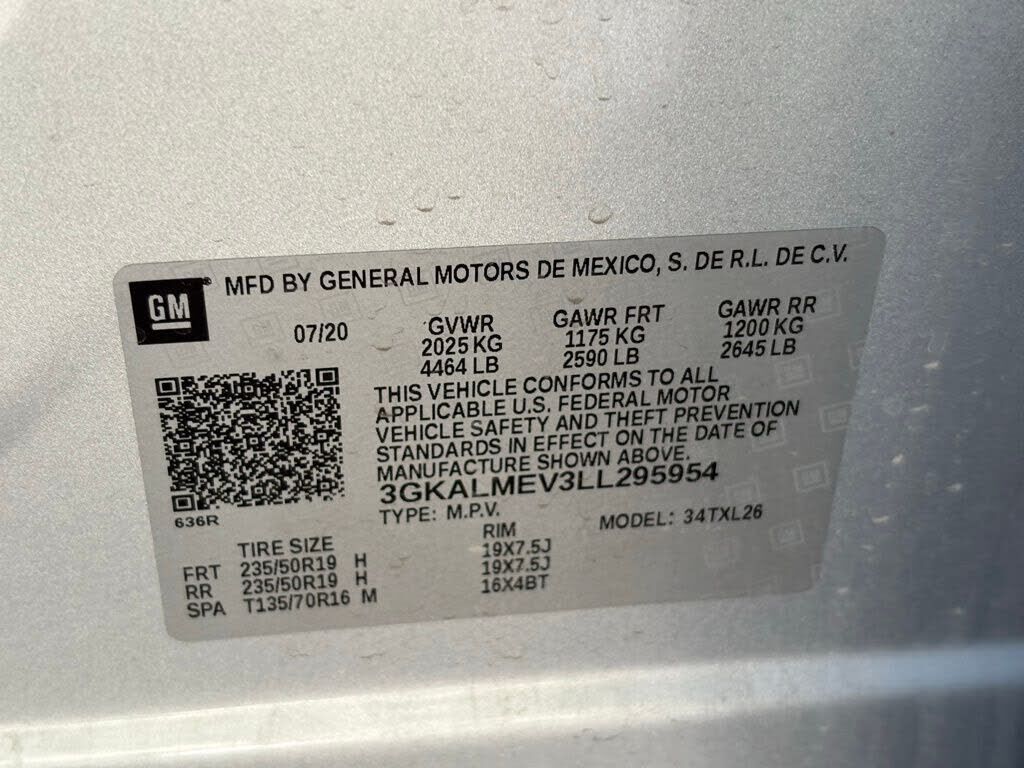 GM® MFD BY GENERAL MOTORS DE MEXICO, S. DE R.L. DE C.V.
07/20 GVWR GAWR FRT GAWR RR
2025 KG 1175 KG 1200 KG
4464 LB 2590 LB 2645 LB
THIS VEHICLE CONFORMS TO ALL
APPLICABLE U.S. FEDERAL MOTOR
VEHICLE SAFETY AND THEFT PREVENTION
STANDARDS IN EFFECT ON THE DATE OF
MANUFACTURE SHOWN ABOVE.
3GKALMEV3LL295954
636R TYPE: M.P.V. MODEL: 34TXL26
TIRE SIZE RIM
FRT 235/50R19 H 19X7.5J
RR 235/50R19 H 19X7.5J
SPA T135/70R16 M 16X4BT